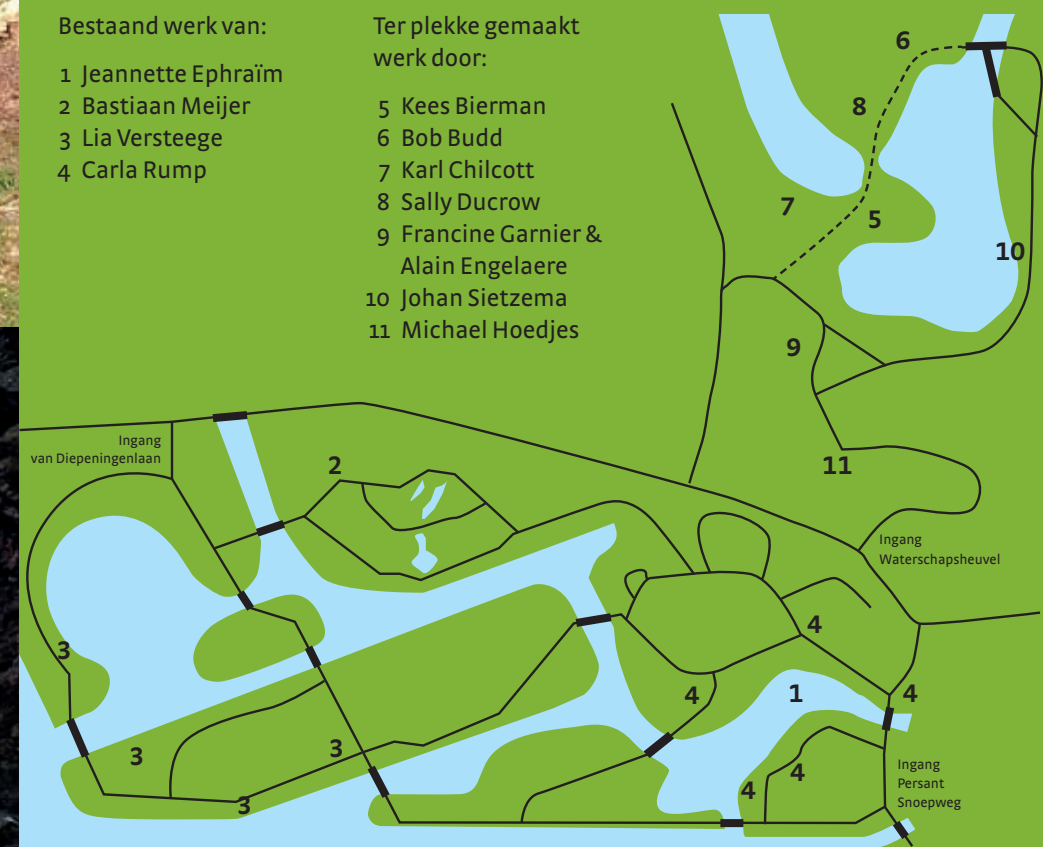 Bestaand werk van:
1 Jeannette Ephraïm
2 Bastiaan Meijer
3 Lia Versteege
4 Carla Rump
Ter plekke gemaakt
werk door:
5 Kees Bierman
6 Bob Budd
7 Karl Chilcott
8 Sally Ducrow
9 Francine Garnier &
Alain Engelaere
10 Johan Sietzema
11 Michael Hoedjes
6
8
7
5
10
9
11
2
Ingang
van Diepeningenlaan
Ingang
Waterschapsheuvel
3
4
4
1
4
3
3
3
4
4
Ingang
Persant
Snoepweg